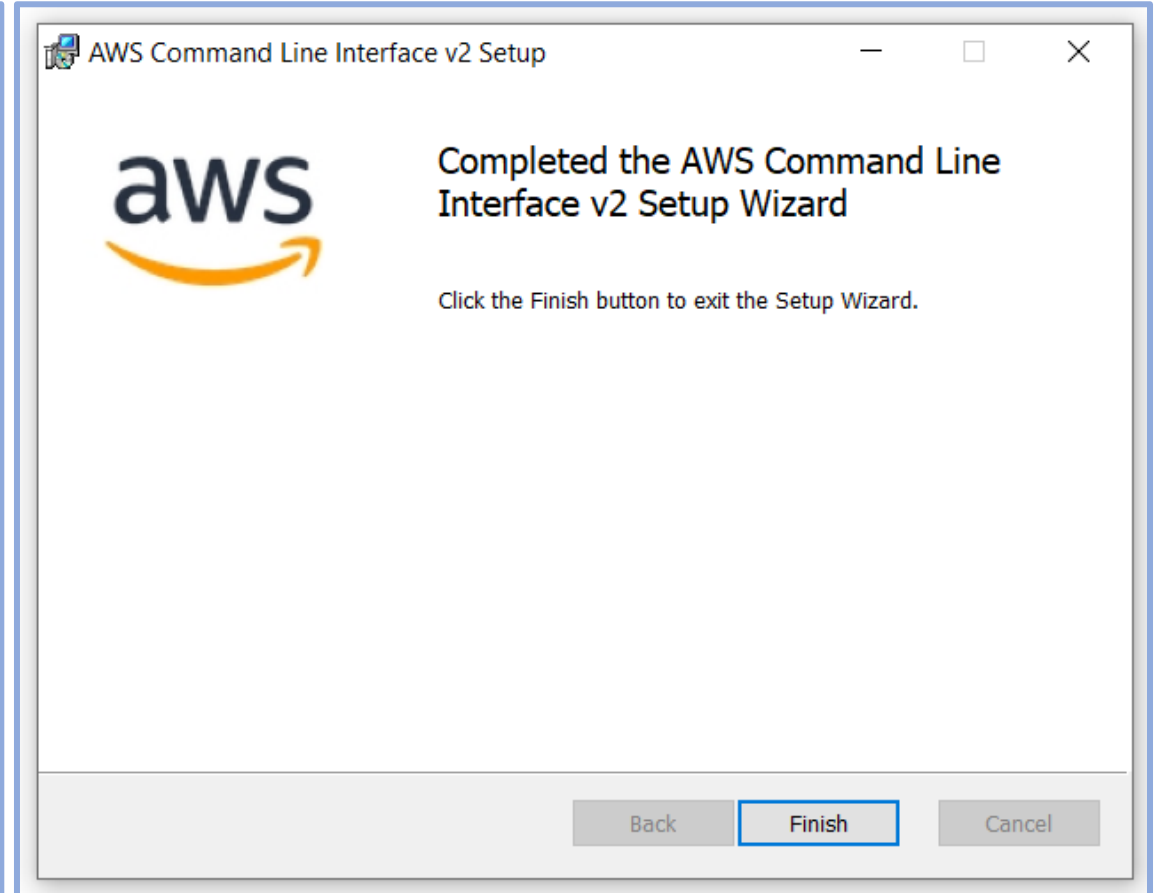 AWS Command Line Interface v2 Setup
aws
Completed the AWS Command Line
Interface v2 Setup Wizard
Click the Finish button to exit the Setup Wizard.
Back
Finish
Cancel